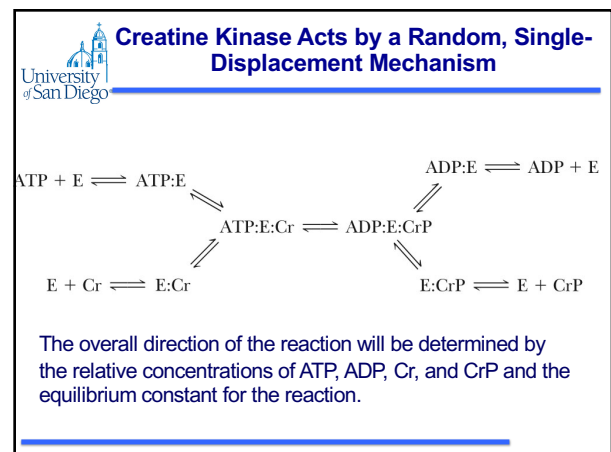 Creatine Kinase Acts by a Random, Single-
Displacement Mechanism
University
of San Diego
ATP + E ⇌ ATP:E
ADP:E ⇌ ADP + E
ATP:E:Cr ⇌ ADP:E:CrP
E + Cr ⇌ E:Cr
E:CrP ⇌ E + CrP
The overall direction of the reaction will be determined by
the relative concentrations of ATP, ADP, Cr, and CrP and the
equilibrium constant for the reaction.